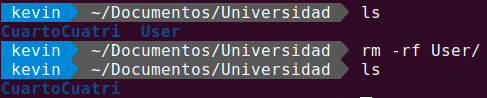 kevin ~/Documentos/Universidad ls
CuartoCuatri User
kevin ~/Documentos/Universidad rm -rf User/
kevin ~/Documentos/Universidad ls
CuartoCuatri